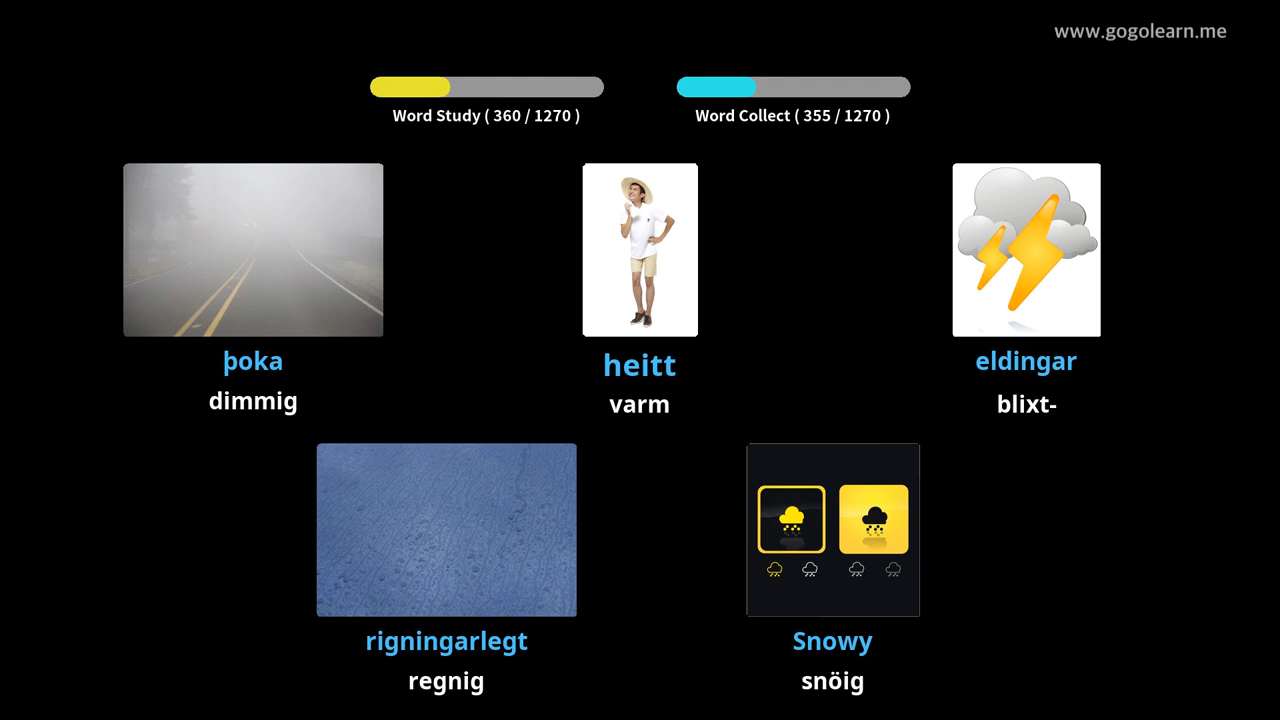 www.gogolearn.me
Word Study ( 360 / 1270 )
Word Collect ( 355 / 1270 )
þoka
dimmig
heitt
varm
eldingar
blixt-
rigningarlegt
regnig
Snowy
snöig